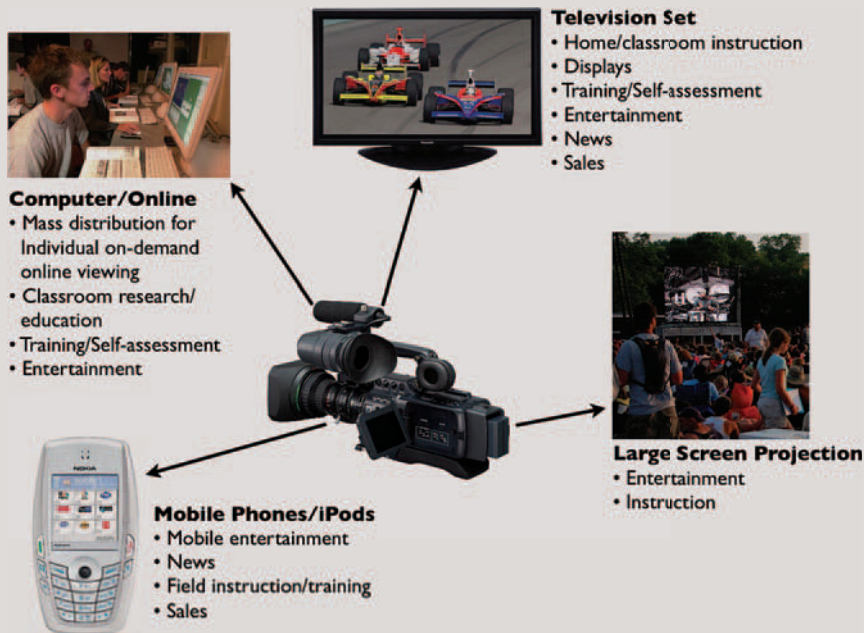 Television Set
• Home/classroom instruction
• Displays
• Training/Self-assessment
• Entertainment
• News
• Sales
Computer/Online
• Mass distribution for
Individual on-demand
online viewing
• Classroom research/
education
• Training/Self-assessment
• Entertainment
Large Screen Projection
• Entertainment
• Instruction
NOKIA
Mobile Phones/iPods
• Mobile entertainment
• News
• Field instruction/training
• Sales